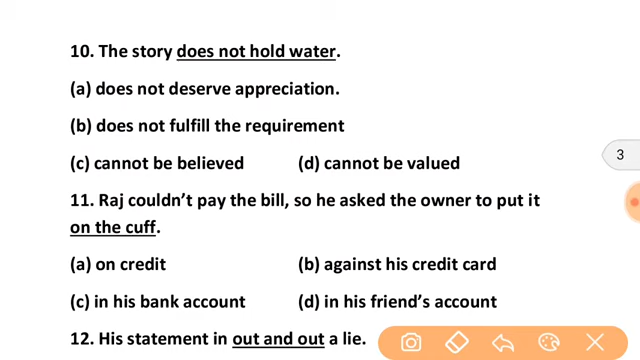 10. The story does not hold water.
(a) does not deserve appreciation.
(b) does not fulfill the requirement
(c) cannot be believed (d) cannot be valued
3
11. Raj couldn't pay the bill, so he asked the owner to put it
on the cuff.
(a) on credit (b) against his credit card
(c) in his bank account (d) in his friend's account
12. His statement in out and out a lie.